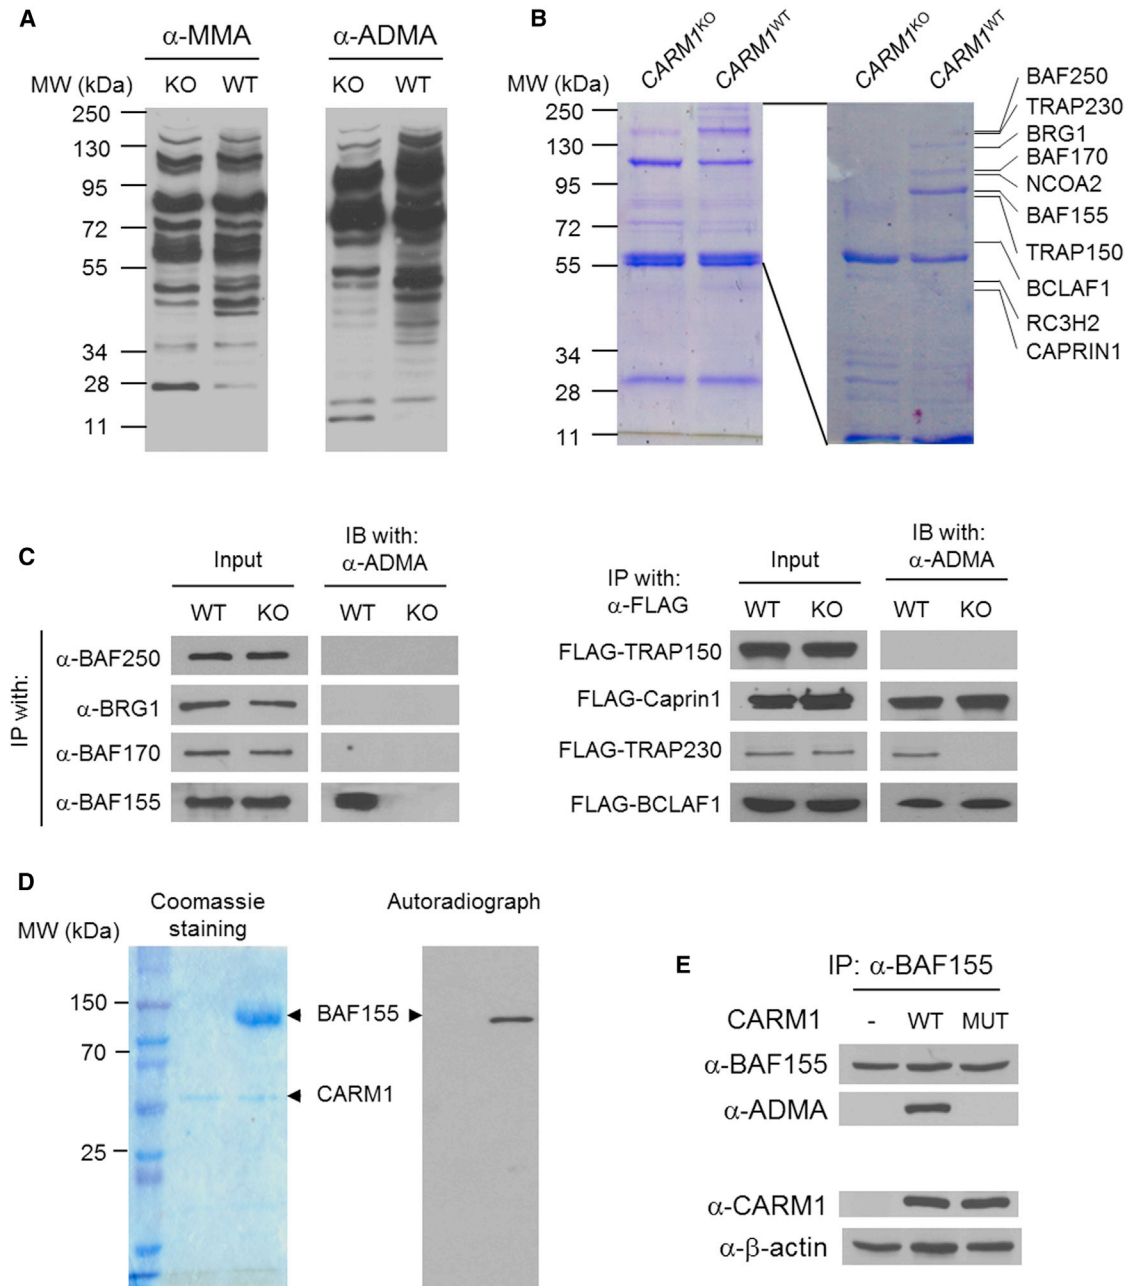 A
α-MMA
α-ADMA
MW (kDa)
KO
WT
KO
WT
250
130
95
72
55
34
28
11
B
CARM1KO
CARM1WT
CARM1KO
CARM1WT
MW (kDa)
250
130
95
72
55
34
28
11
BAF250
TRAP230
BRG1
BAF170
NCOA2
BAF155
TRAP150
BCLAF1
RC3H2
CAPRIN1
C
Input
IB with:
α-ADMA
WT
KO
WT
KO
IP with:
α-BAF250
α-BRG1
α-BAF170
α-BAF155
IP with:
α-FLAG
Input
IB with:
α-ADMA
WT
KO
WT
KO
FLAG-TRAP150
FLAG-Caprin1
FLAG-TRAP230
FLAG-BCLAF1
D
Coomassie
staining
Autoradiograph
MW (kDa)
150
70
25
BAF155
CARM1
E
IP: α-BAF155
CARM1
-
WT
MUT
α-BAF155
α-ADMA
α-CARM1
α-β-actin